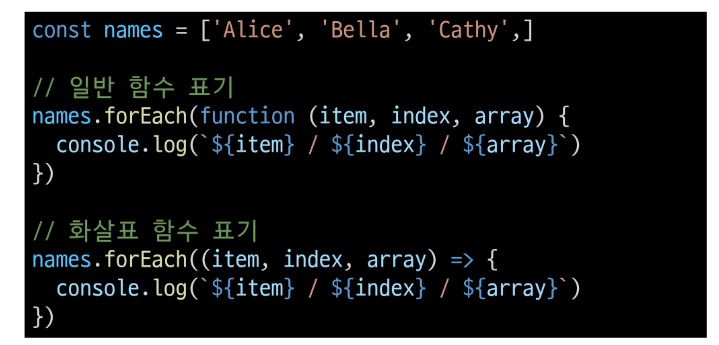 const names = ['Alice', 'Bella', 'Cathy',]
// 일반 함수 표기
names.forEach(function (item, index, array) {
  console.log(`${item} / ${index} / ${array}`)
})
// 화살표 함수 표기
names.forEach((item, index, array) => {
  console.log(`${item} / ${index} / ${array}`)
})